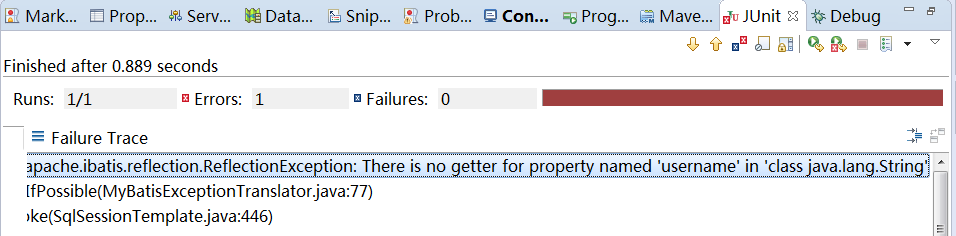 Mark... Prop... Serv... Data... Snip... Prob... Con... Prog... Mave... JUnit Debug
Finished after 0.889 seconds
Runs: 1/1 Errors: 1 Failures: 0
Failure Trace
apache.ibatis.reflection.ReflectionException: There is no getter for property named 'username' in 'class java.lang.String'
IfPossible(MyBatisExceptionTranslator.java:77)
oke(SqlSessionTemplate.java:446)